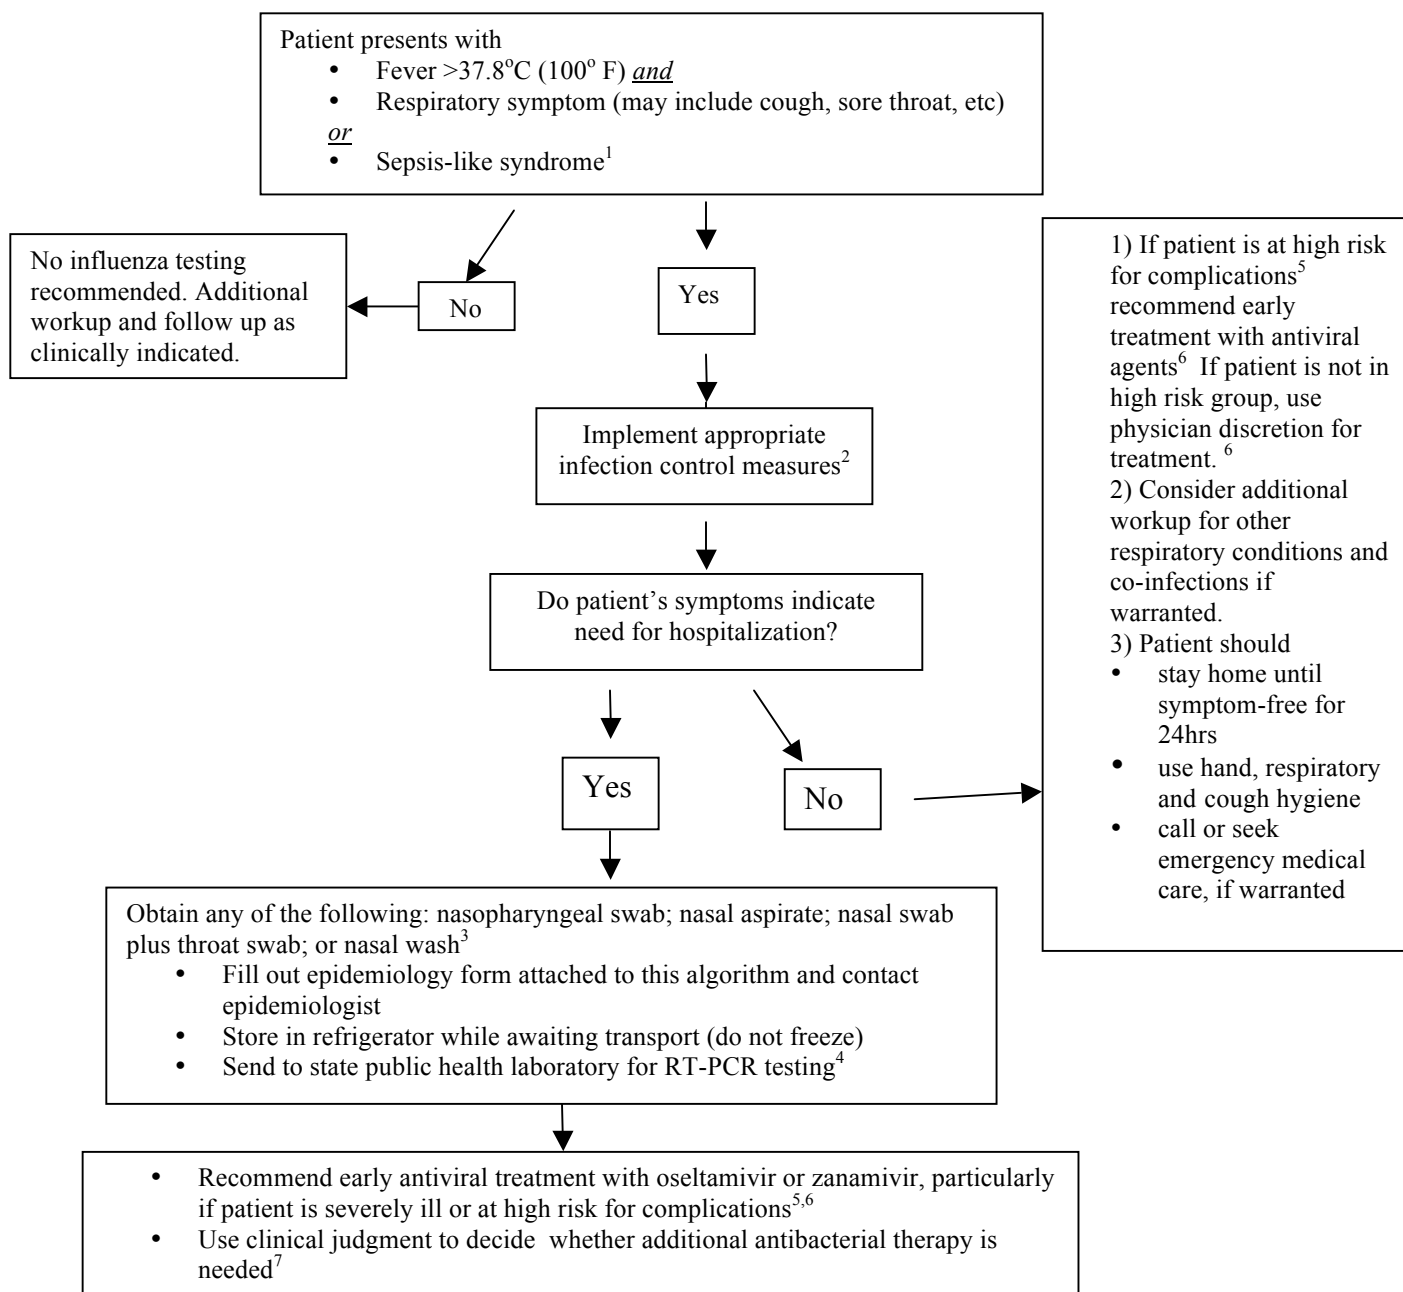 Patient presents with
• Fever >37.8°C (100° F) and
• Respiratory symptom (may include cough, sore throat, etc)
or
• Sepsis-like syndrome1
No influenza testing
recommended. Additional
workup and follow up as
clinically indicated.
No
Yes
Implement appropriate
infection control measures2
Do patient’s symptoms indicate
need for hospitalization?
Yes
No
1) If patient is at high risk
for complications5
recommend early
treatment with antiviral
agents6 If patient is not in
high risk group, use
physician discretion for
treatment. 6
2) Consider additional
workup for other
respiratory conditions and
co-infections if
warranted.
3) Patient should
• stay home until
symptom-free for
24hrs
• use hand, respiratory
and cough hygiene
• call or seek
emergency medical
care, if warranted
Obtain any of the following: nasopharyngeal swab; nasal aspirate; nasal swab
plus throat swab; or nasal wash3
• Fill out epidemiology form attached to this algorithm and contact
epidemiologist
• Store in refrigerator while awaiting transport (do not freeze)
• Send to state public health laboratory for RT-PCR testing4
• Recommend early antiviral treatment with oseltamivir or zanamivir, particularly
if patient is severely ill or at high risk for complications5,6
• Use clinical judgment to decide whether additional antibacterial therapy is
needed7